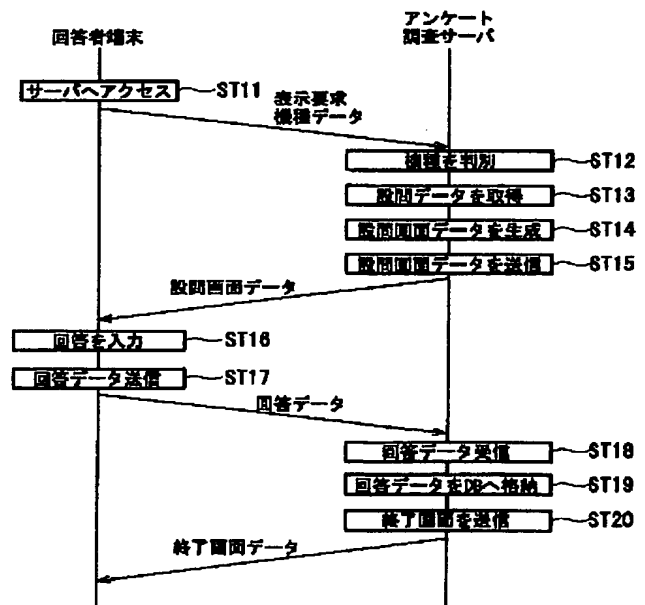 回答者端末
アンケート
調査サーバ
サーバへアクセス
ST11
表示要求
機種データ
機種を判別
ST12
設問データを取得
ST13
設問画面データを生成
ST14
設問画面データを送信
ST15
設問画面データ
回答を入力
ST16
回答データ送信
ST17
回答データ
回答データ受信
ST18
回答データをDBへ格納
ST19
終了画面を送信
ST20
終了画面データ